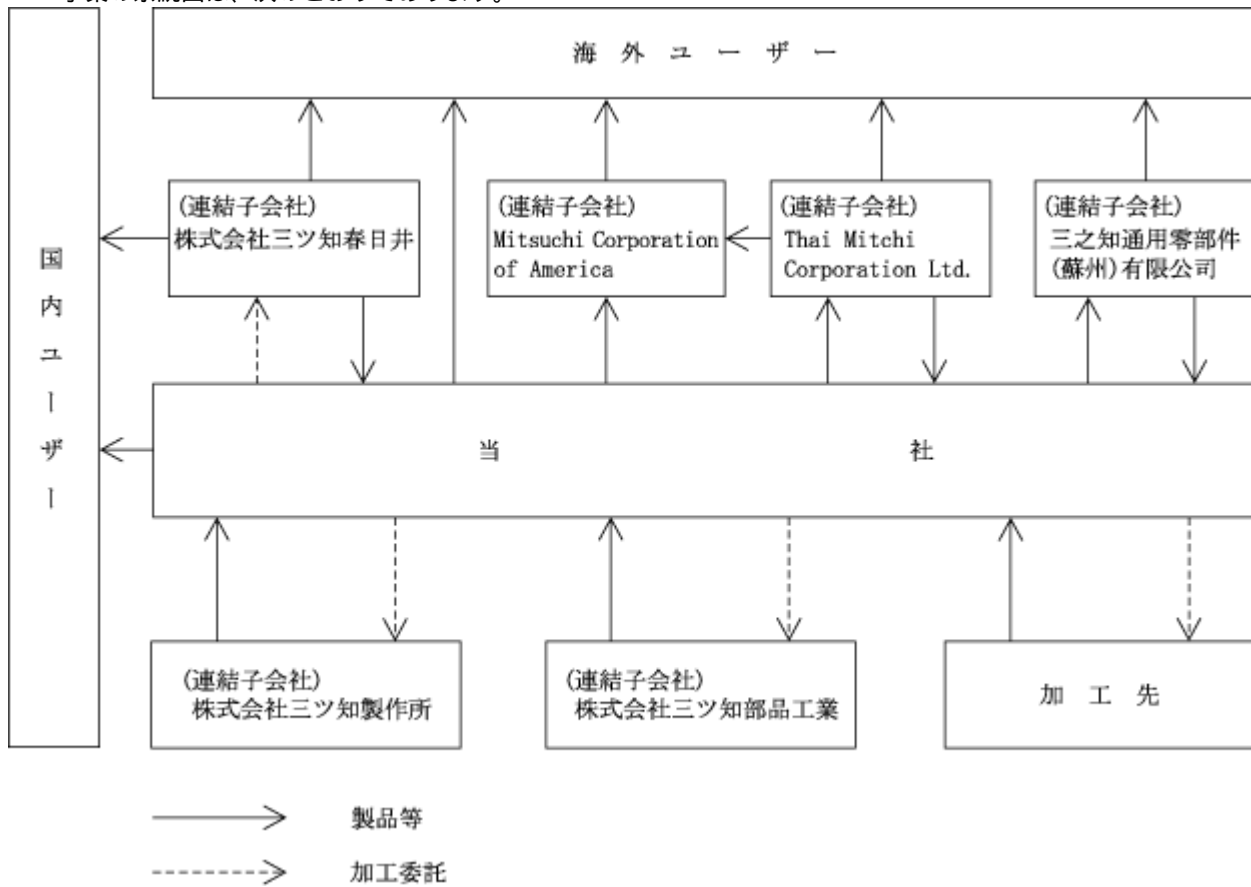 事業の系統図は、次のとおりであります。
海外ユーザー
国内ユーザー
(連結子会社)
株式会社三ツ知春日井
(連結子会社)
Mitsuchi Corporation
of America
(連結子会社)
Thai Mitchi
Corporation Ltd.
(連結子会社)
三之知通用零部件
(蘇州)有限公司
当社
(連結子会社)
株式会社三ツ知製作所
(連結子会社)
株式会社三ツ知部品工業
加工先
製品等
加工委託